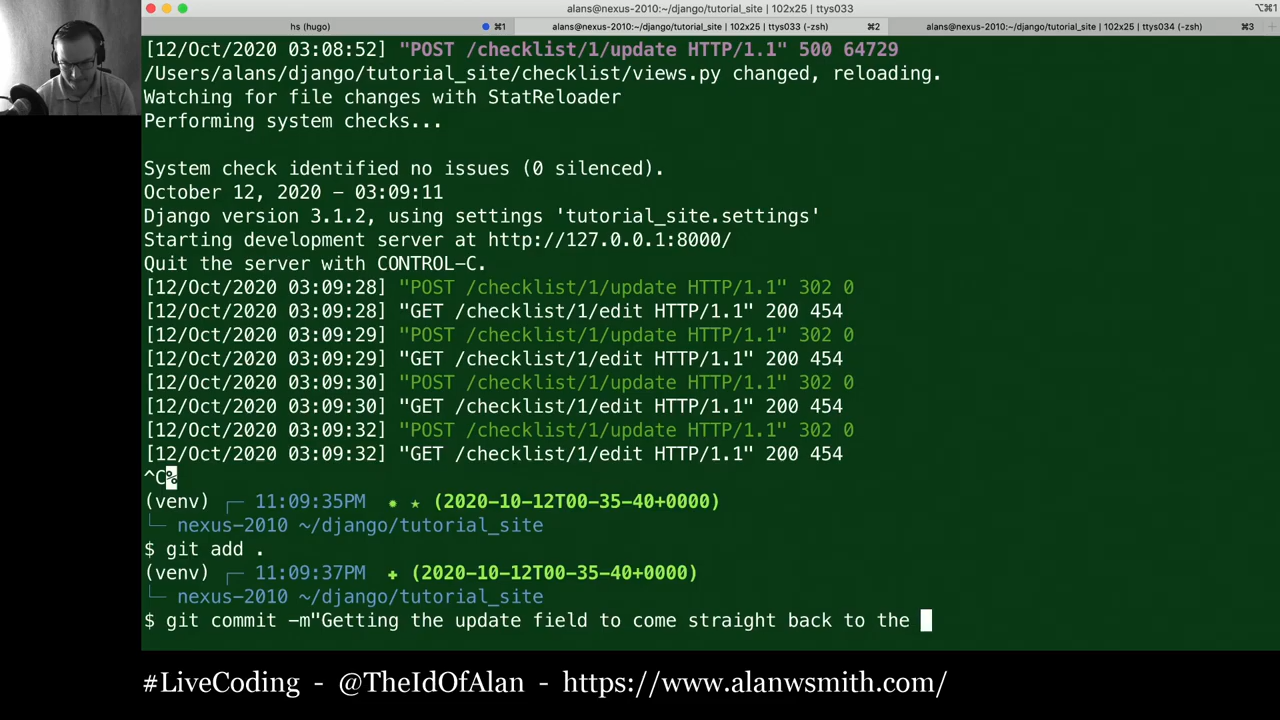 alans@nexus-2010:~/django/tutorial_site | 102x25 | ttys033
⌥⌘1
hs (hugo)
⌘1
alans@nexus-2010:~/django/tutorial_site | 102x25 | ttys033 (-zsh)
⌘2
alans@nexus-2010:~/django/tutorial_site | 102x25 | ttys034 (-zsh)
⌘3
[12/Oct/2020 03:08:52] "POST /checklist/1/update HTTP/1.1" 500 64729
/Users/alans/django/tutorial_site/checklist/views.py changed, reloading.
Watching for file changes with StatReloader
Performing system checks...
System check identified no issues (0 silenced).
October 12, 2020 - 03:09:11
Django version 3.1.2, using settings 'tutorial_site.settings'
Starting development server at http://127.0.0.1:8000/
Quit the server with CONTROL-C.
[12/Oct/2020 03:09:28] "POST /checklist/1/update HTTP/1.1" 302 0
[12/Oct/2020 03:09:28] "GET /checklist/1/edit HTTP/1.1" 200 454
[12/Oct/2020 03:09:29] "POST /checklist/1/update HTTP/1.1" 302 0
[12/Oct/2020 03:09:29] "GET /checklist/1/edit HTTP/1.1" 200 454
[12/Oct/2020 03:09:30] "POST /checklist/1/update HTTP/1.1" 302 0
[12/Oct/2020 03:09:30] "GET /checklist/1/edit HTTP/1.1" 200 454
[12/Oct/2020 03:09:32] "POST /checklist/1/update HTTP/1.1" 302 0
[12/Oct/2020 03:09:32] "GET /checklist/1/edit HTTP/1.1" 200 454
^C%
(venv) ┌─ 11:09:35PM ✹ ★ (2020-10-12T00-35-40+0000)
└─ nexus-2010 ~/django/tutorial_site
$ git add .
(venv) ┌─ 11:09:37PM ✚ (2020-10-12T00-35-40+0000)
└─ nexus-2010 ~/django/tutorial_site
$ git commit -m"Getting the update field to come straight back to the
#LiveCoding - @TheIdOfAlan - https://www.alanwsmith.com/